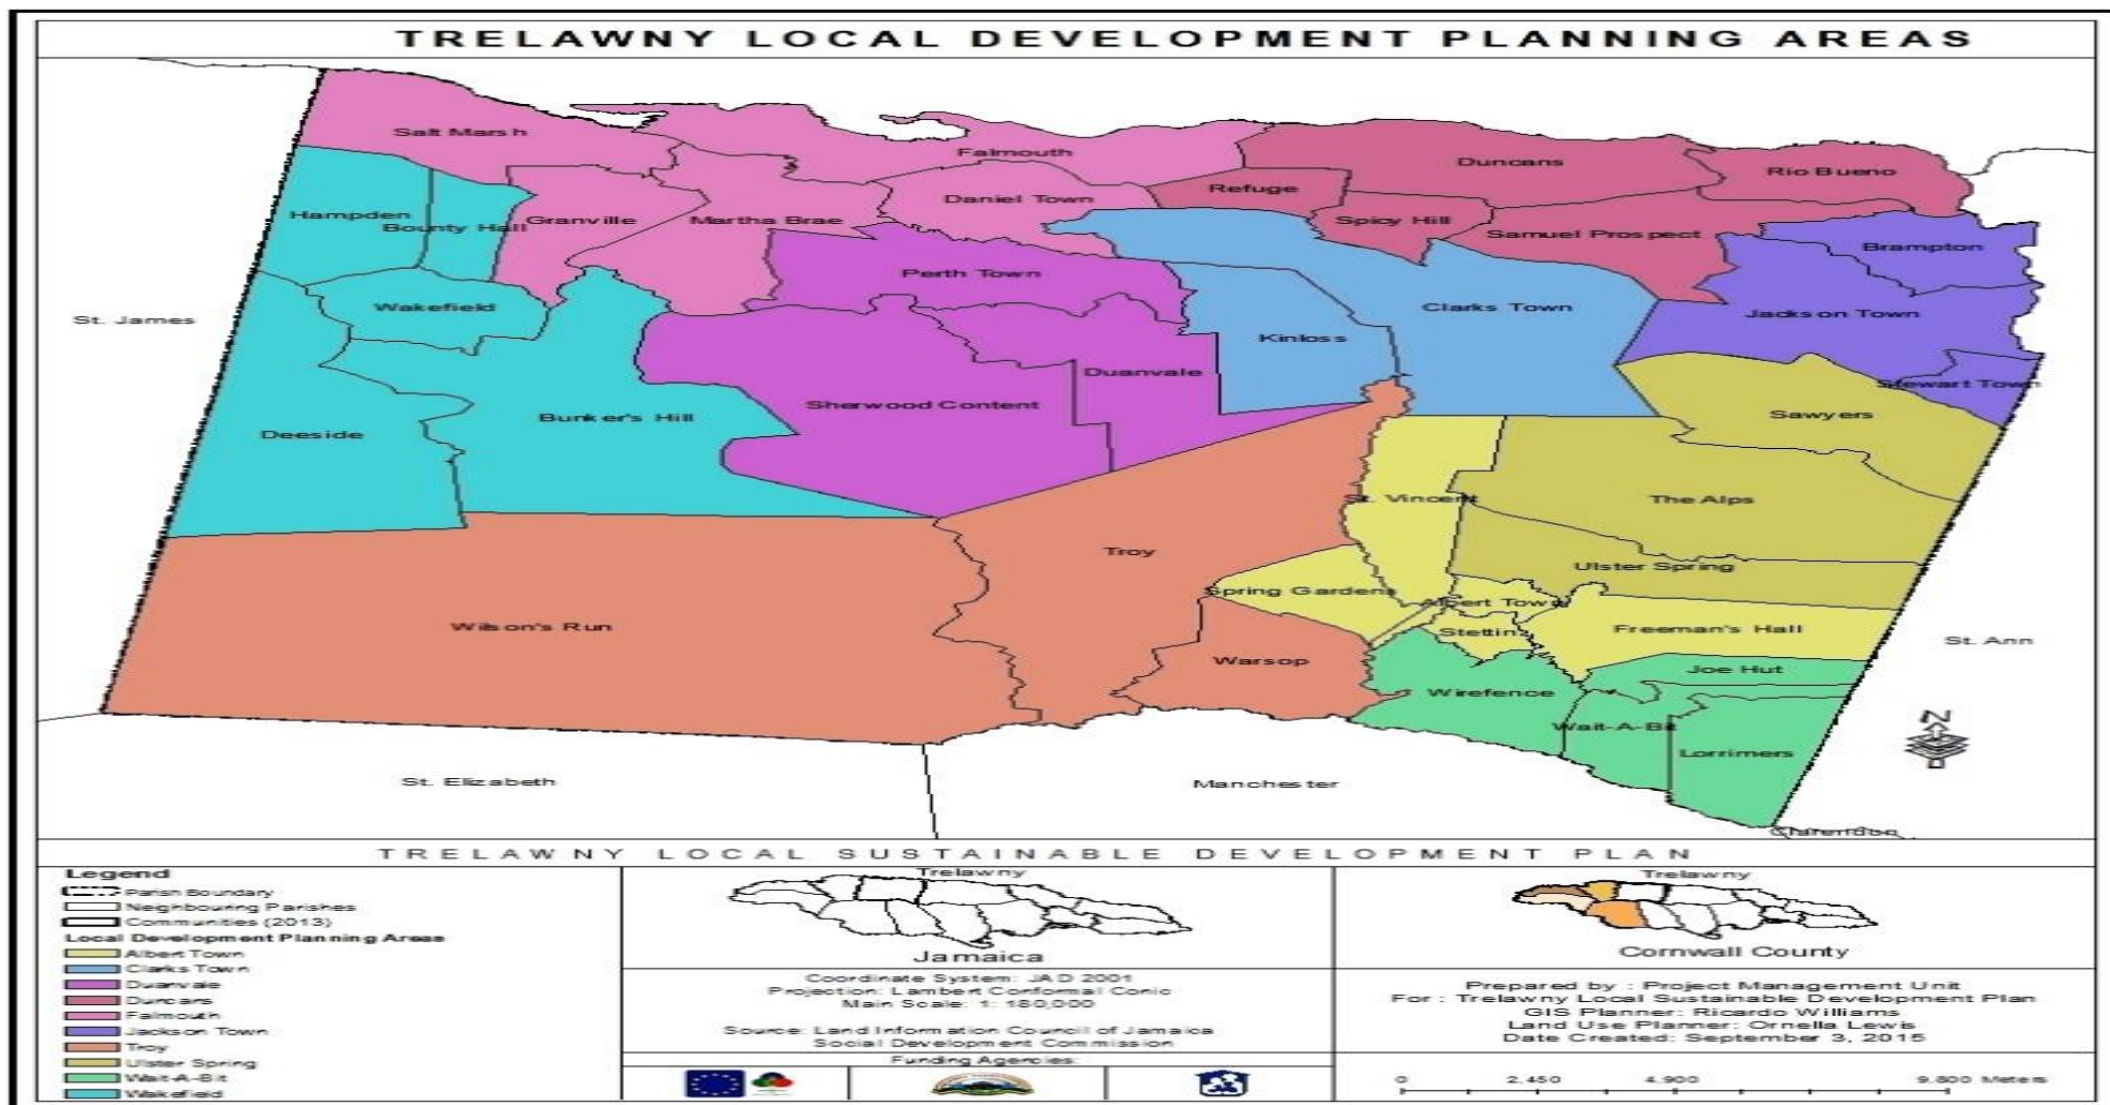 TRELAWNY LOCAL DEVELOPMENT PLANNING AREAS
Salt Marsh
Falmouth
Duncans
Rio Bueno
Refuge
Daniel Town
Hampden
Granville
Martha Brae
Spicy Hill
Bounty Hall
Samuel Prospect
Brampton
Perth Town
Wakefield
Clarks Town
Jackson Town
St. James
Kinloss
Duanvale
Stewart Town
Sherwood Content
Sawyers
Bunker's Hill
Deeside
St. Vincent
The Alps
Troy
Ulster Spring
Spring Gardens
Albert Town
Wilson's Run
Stettin
Freeman's Hall
St. Ann
Warsop
Joe Hut
Wirefence
N
Wait-A-Bit
Lorrimers
St. Elizabeth
Manchester
TRELAWNY LOCAL SUSTAINABLE DEVELOPMENT PLAN
Legend
Parish Boundary
Neighbouring Parishes
Communities (2013)
Local Development Planning Areas
Albert Town
Clarks Town
Duanvale
Duncans
Falmouth
Jackson Town
Troy
Ulster Spring
Wait-A-Bit
Wakefield
Trelawny
Jamaica
Coordinate System: JAD 2001
Projection: Lambert Conformal Conic
Main Scale: 1: 180,000
Source: Land Information Council of Jamaica
Social Development Commission
Funding Agencies:
Trelawny
Cornwall County
Prepared by : Project Management Unit
For : Trelawny Local Sustainable Development Plan
GIS Planner: Ricardo Williams
Land Use Planner: Ornella Lewis
Date Created: September 3, 2015
0 2,450 4,900 9,800 Meters